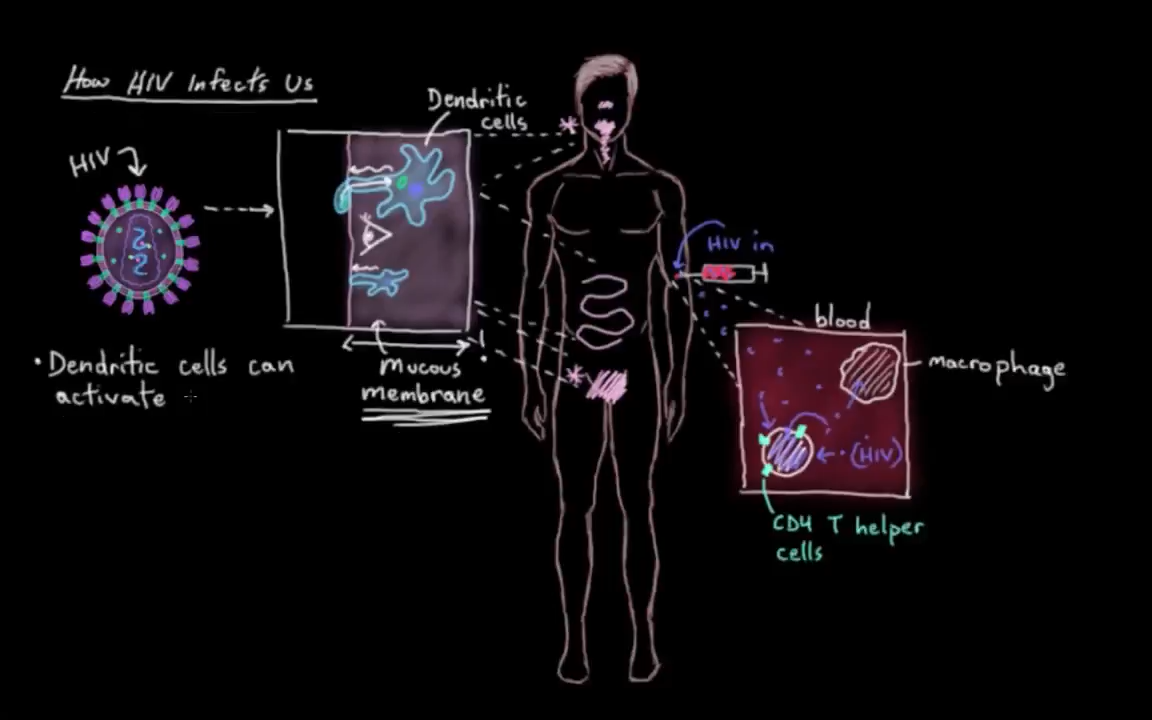 How HIV Infects Us
HIV
Dendritic
cells
• Dendritic cells can
activate
!
mucous
membrane
HIV in
blood
macrophage
(HIV)
CD4 T helper
cells